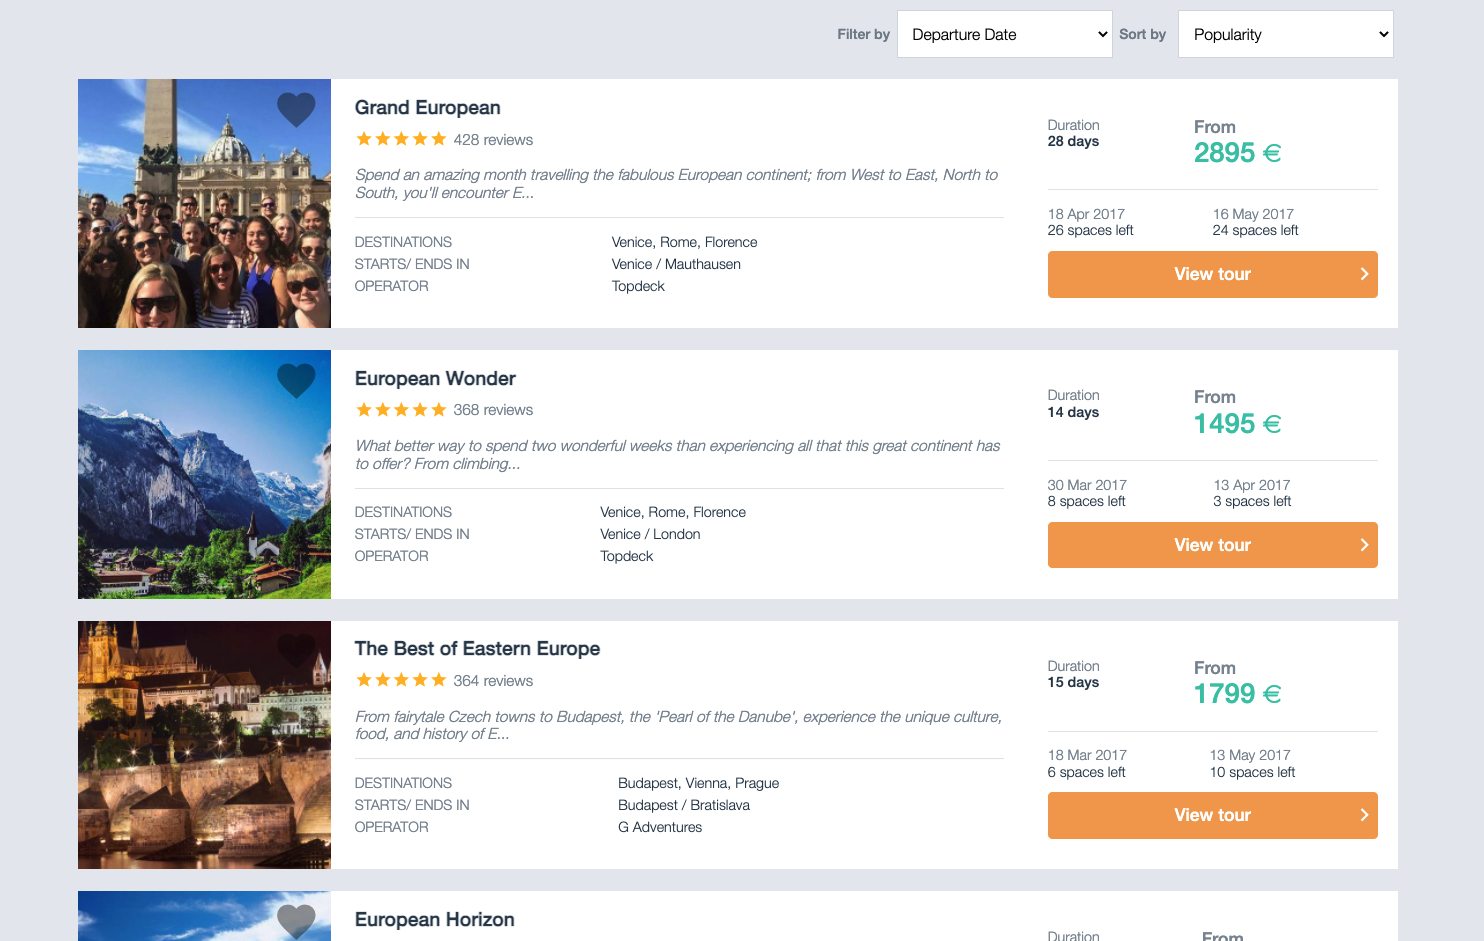 Filter by Departure Date Sort by Popularity
Grand European
428 reviews
Spend an amazing month travelling the fabulous European continent; from West to East, North to
South, you'll encounter E...
DESTINATIONS Venice, Rome, Florence
STARTS/ ENDS IN Venice / Mauthausen
OPERATOR Topdeck
Duration
28 days
From
2895 €
18 Apr 2017 16 May 2017
26 spaces left 24 spaces left
View tour
European Wonder
368 reviews
What better way to spend two wonderful weeks than experiencing all that this great continent has
to offer? From climbing...
DESTINATIONS Venice, Rome, Florence
STARTS/ ENDS IN Venice / London
OPERATOR Topdeck
Duration
14 days
From
1495 €
30 Mar 2017 13 Apr 2017
8 spaces left 3 spaces left
View tour
The Best of Eastern Europe
364 reviews
From fairytale Czech towns to Budapest, the 'Pearl of the Danube', experience the unique culture,
food, and history of E...
DESTINATIONS Budapest, Vienna, Prague
STARTS/ ENDS IN Budapest / Bratislava
OPERATOR G Adventures
Duration
15 days
From
1799 €
18 Mar 2017 13 May 2017
6 spaces left 10 spaces left
View tour
European Horizon
Duration
From